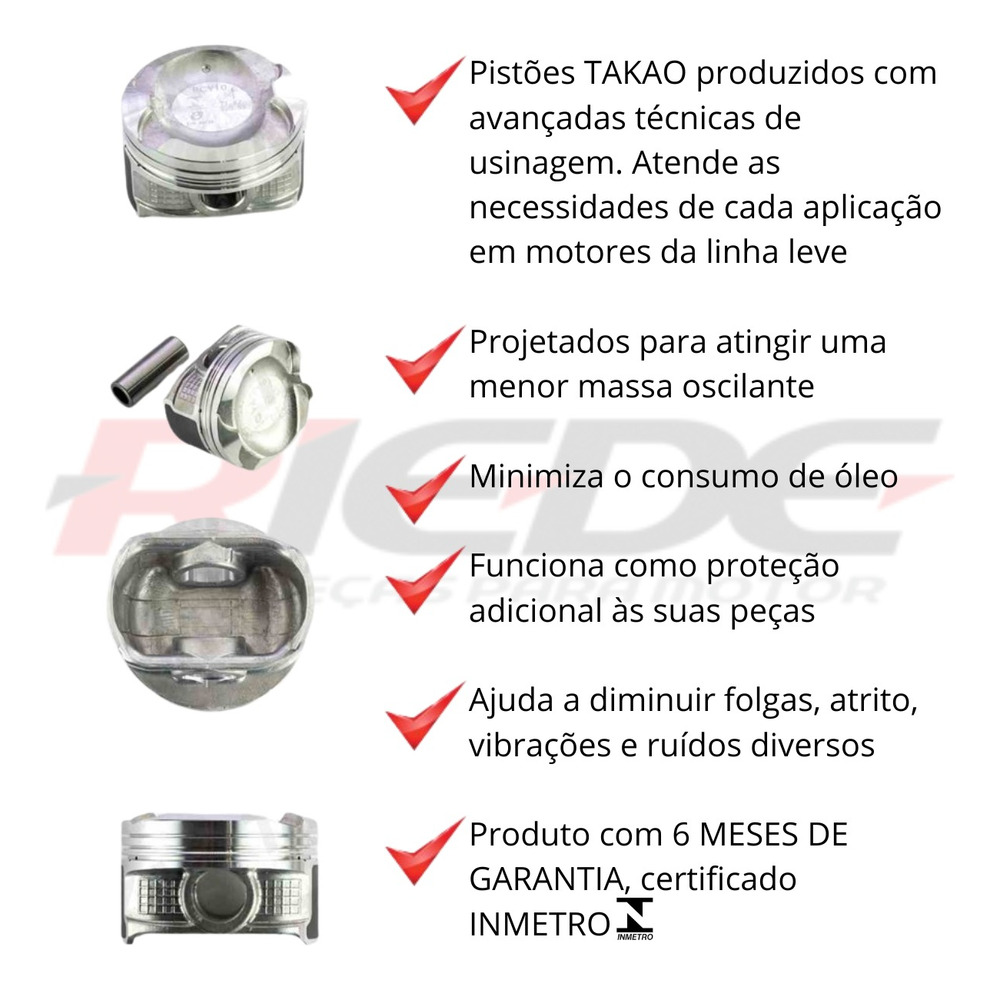 Pistões TAKAO produzidos com
avançadas técnicas de
usinagem. Atende as
necessidades de cada aplicação
em motores da linha leve
Projetados para atingir uma
menor massa oscilante
RIEDE
Minimiza o consumo de óleo
Funciona como proteção
PEÇAS PARA MOTOR
adicional às suas peças
Ajuda a diminuir folgas, atrito,
vibrações e ruídos diversos
Produto com 6 MESES DE
GARANTIA, certificado
INMETRO
INMETRO